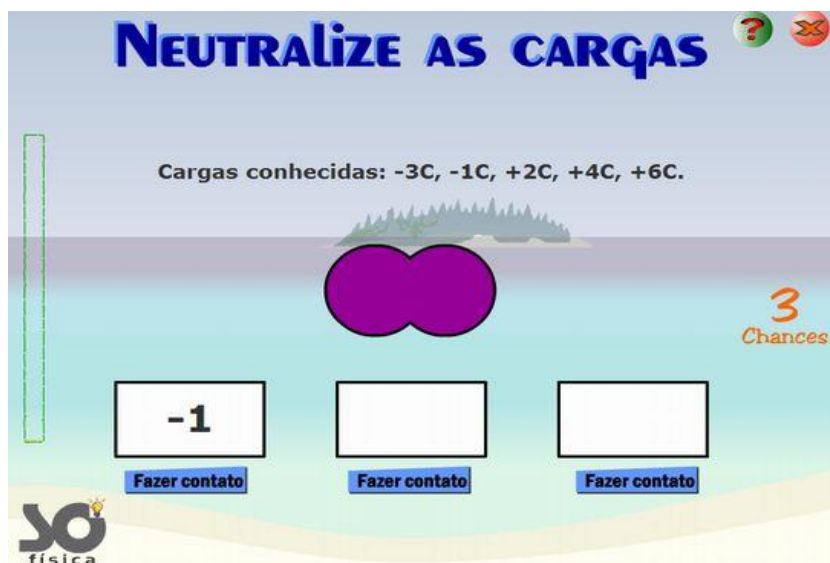 NEUTRALiZE AS CARGAS
?
Cargas conhecidas: -3C, -1C, +2C, +4C, +6C.
3
Chances
-1
Fazer contato Fazer contato Fazer contato
SÓ
física